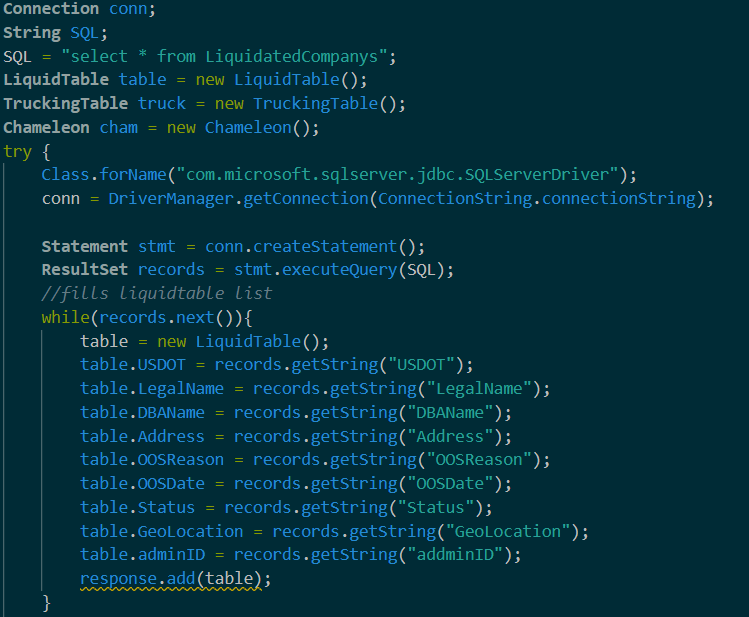 Connection conn;
String SQL;
SQL = "select * from LiquidatedCompanys";
LiquidTable table = new LiquidTable();
TruckingTable truck = new TruckingTable();
Chameleon cham = new Chameleon();
try {
    Class.forName("com.microsoft.sqlserver.jdbc.SQLServerDriver");
    conn = DriverManager.getConnection(ConnectionString.connectionString);

    Statement stmt = conn.createStatement();
    ResultSet records = stmt.executeQuery(SQL);
    //fills liquidtable list
    while(records.next()){
        table = new LiquidTable();
        table.USDOT = records.getString("USDOT");
        table.LegalName = records.getString("LegalName");
        table.DBAName = records.getString("DBAName");
        table.Address = records.getString("Address");
        table.OOSReason = records.getString("OOSReason");
        table.OOSDate = records.getString("OOSDate");
        table.Status = records.getString("Status");
        table.GeoLocation = records.getString("GeoLocation");
        table.adminID = records.getString("addminID");
        response.add(table);
    }